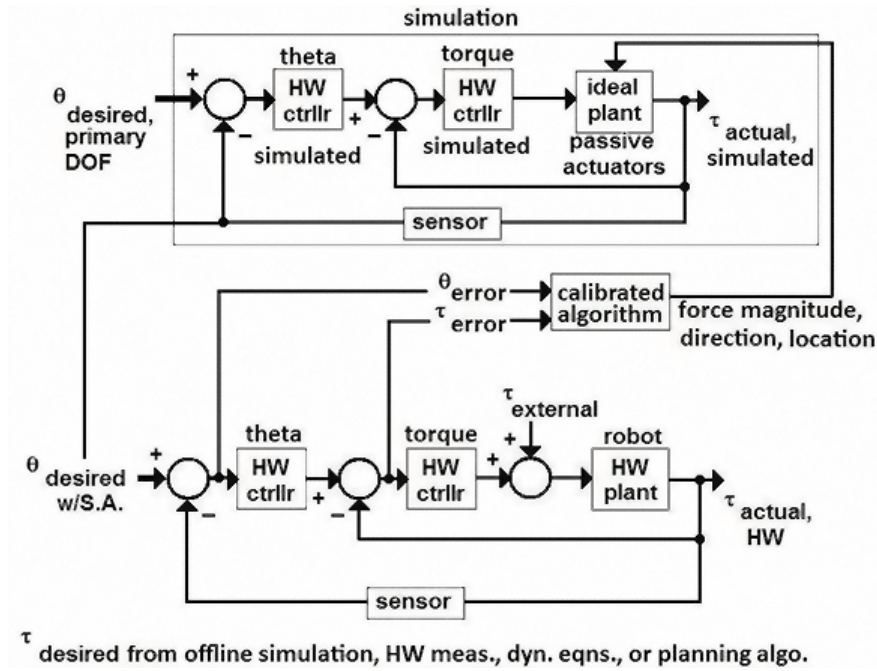 simulation
theta
torque
+
HW
ctrllr
+
HW
ctrllr
ideal
plant
θ desired,
primary
DOF
−
simulated
−
simulated
passive
actuators
τ actual,
simulated
sensor
θ error
τ error
calibrated
algorithm
force magnitude,
direction, location
τ external
theta
torque
robot
+
+
+
θ desired
w/S.A.
HW
ctrllr
+
HW
ctrllr
HW
plant
−
−
τ actual,
HW
sensor
τ desired from offline simulation, HW meas., dyn. eqns., or planning algo.